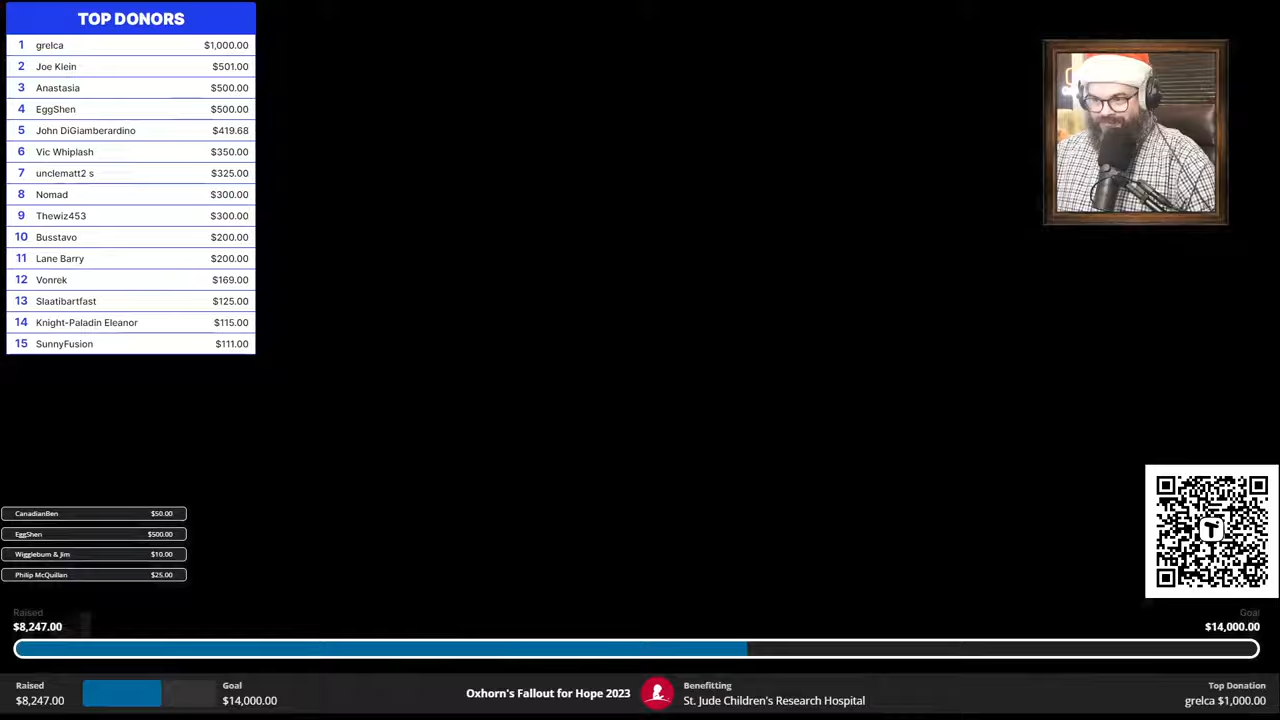 TOP DONORS
1 grelca $1,000.00
2 Joe Klein $501.00
3 Anastasia $500.00
4 EggShen $500.00
5 John DiGiamberardino $419.68
6 Vic Whiplash $350.00
7 unclematt2 s $325.00
8 Nomad $300.00
9 Thewiz453 $300.00
10 Busstavo $200.00
11 Lane Barry $200.00
12 Vonrek $169.00
13 Slaatibartfast $125.00
14 Knight-Paladin Eleanor $115.00
15 SunnyFusion $111.00
CanadianBen $50.00
EggShen $500.00
Wigglebum & Jim $10.00
Philip McQuillan $25.00
Raised Goal
$8,247.00 $14,000.00
Raised Goal Benefitting Top Donation
$8,247.00 $14,000.00 Oxhorn's Fallout for Hope 2023 St. Jude Children's Research Hospital grelca $1,000.00